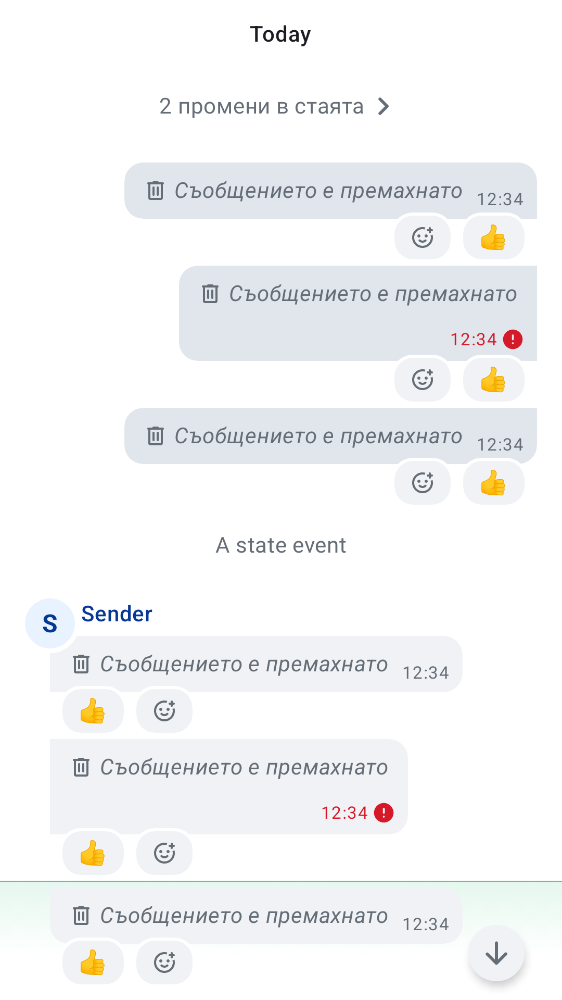 Today
2 промени в стаята
Съобщението е премахнато 12:34
Съобщението е премахнато
12:34
Съобщението е премахнато 12:34
A state event
S Sender
Съобщението е премахнато 12:34
Съобщението е премахнато
12:34
Съобщението е премахнато 12:34